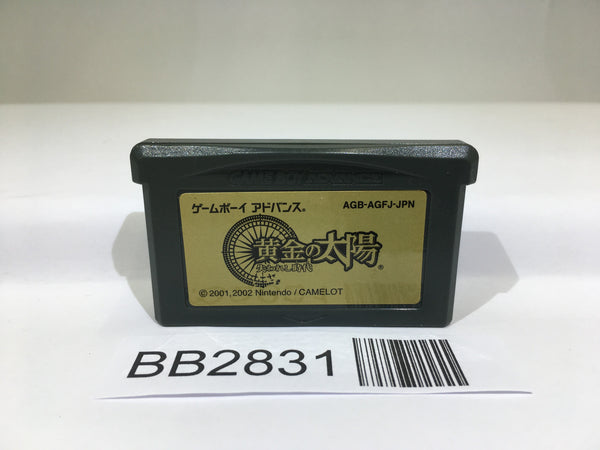 GAME BOY ADVANCE
ゲームボーイ アドバンス®
AGB-AGFJ-JPN
黄金の太陽®
失われし時代
© 2001,2002 Nintendo / CAMELOT
BB2831